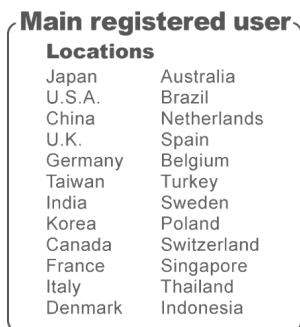 Main registered user
Locations
Japan
U.S.A.
China
U.K.
Germany
Taiwan
India
Korea
Canada
France
Italy
Denmark
Australia
Brazil
Netherlands
Spain
Belgium
Turkey
Sweden
Poland
Switzerland
Singapore
Thailand
Indonesia